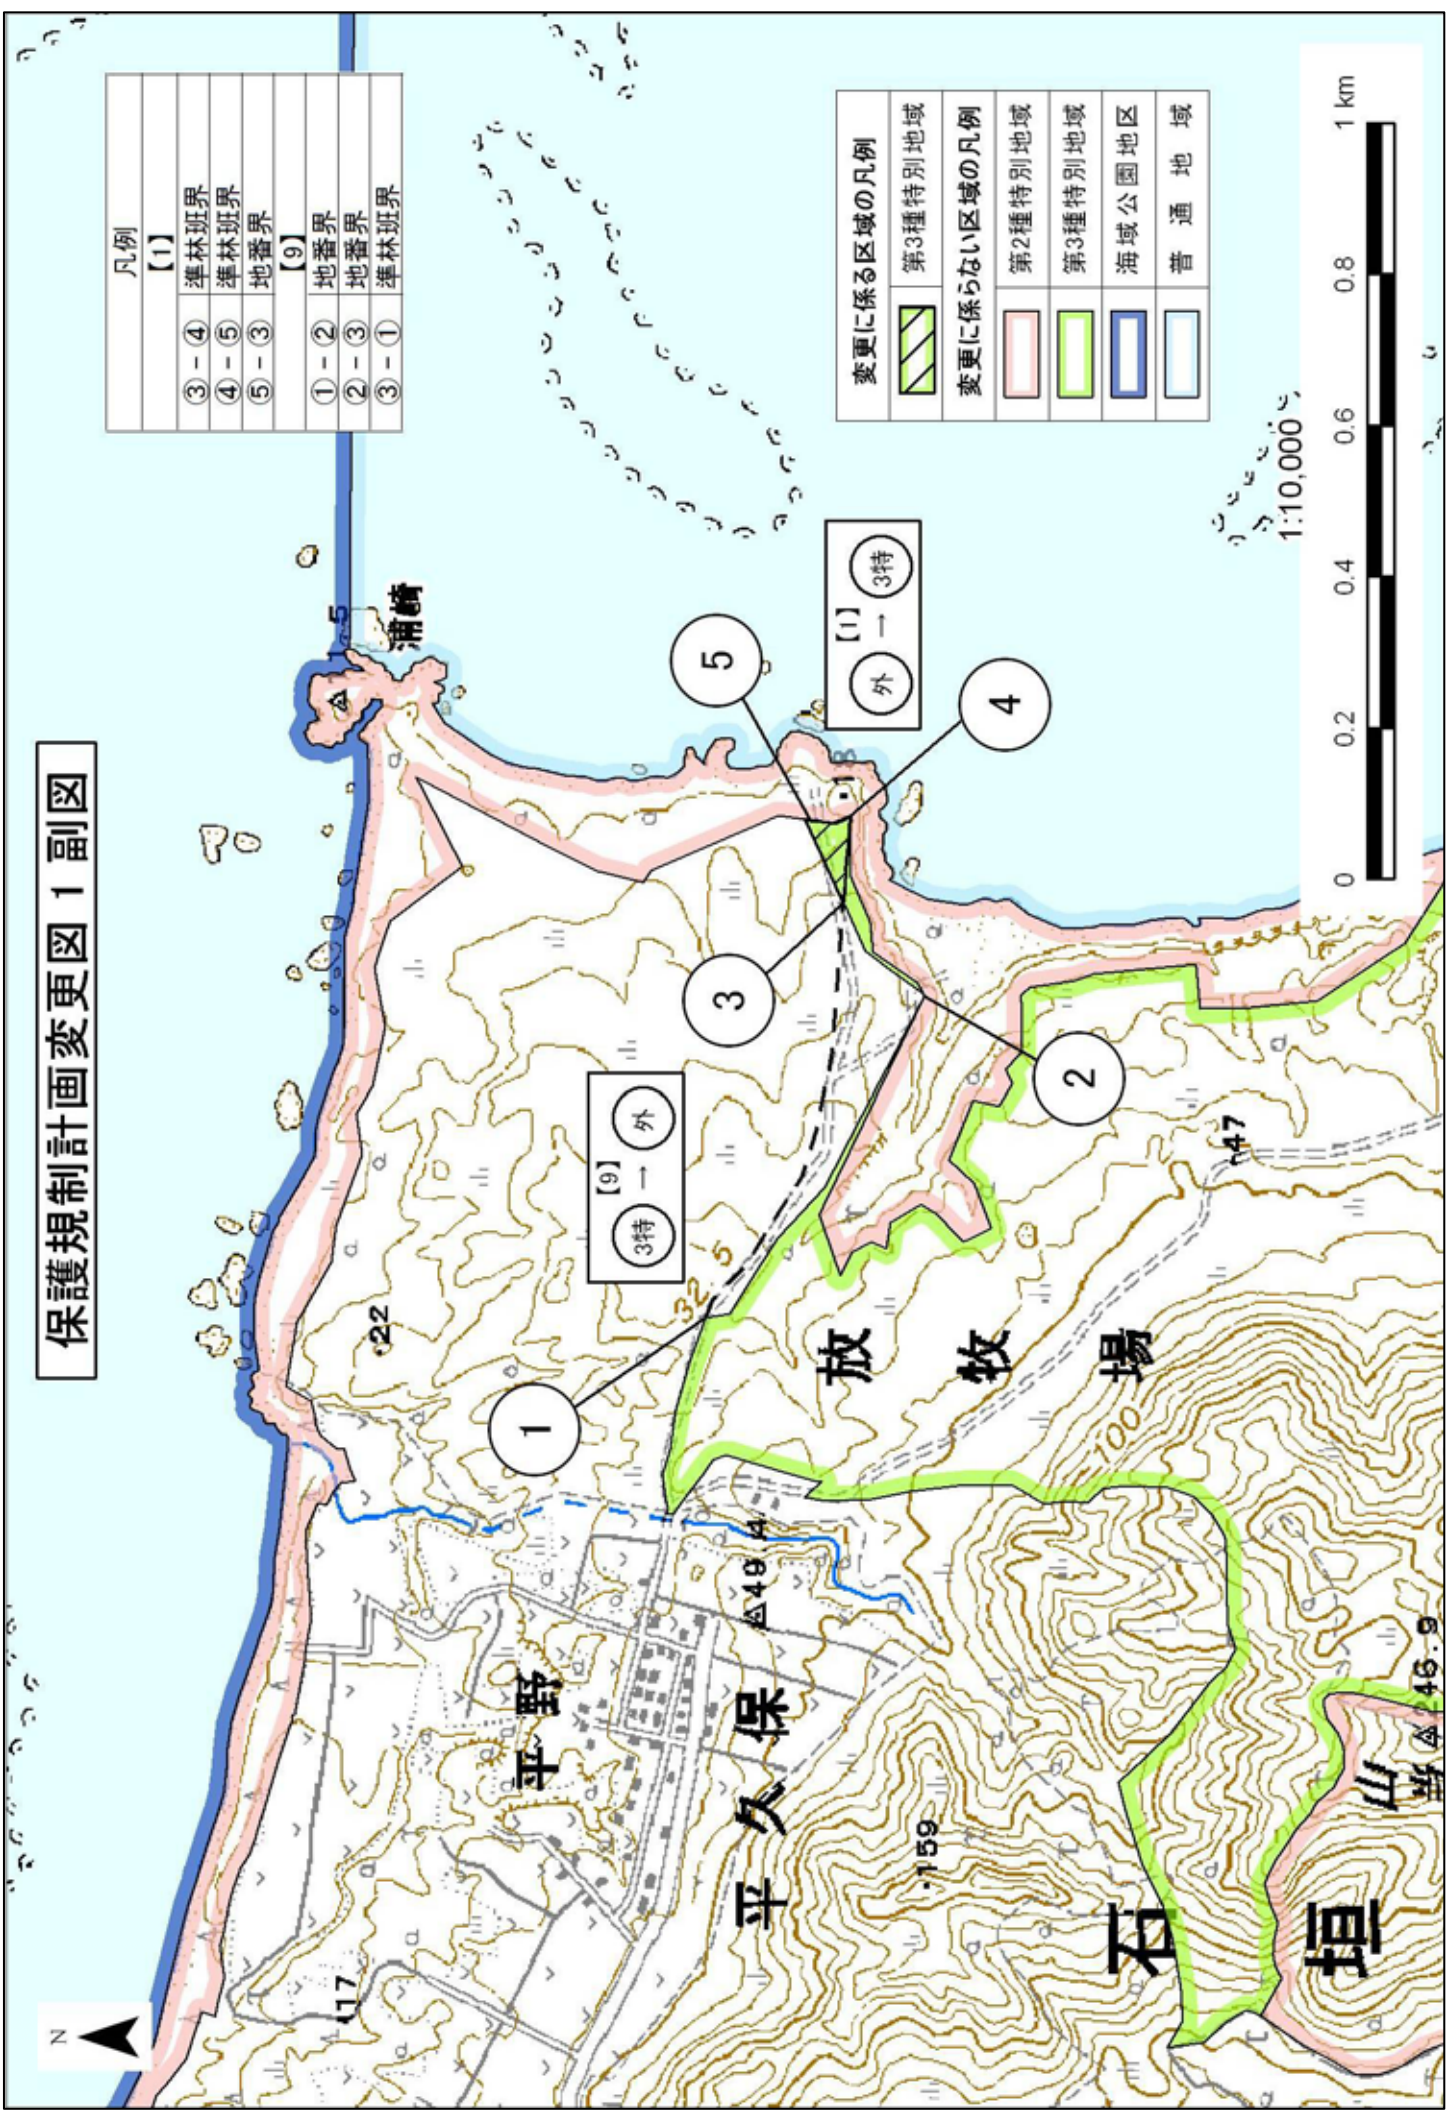 保護規制計画変更図 1 副図
N
凡例
【1】
③-④ 準林班界
④-⑤ 準林班界
⑤-③ 地番界
【9】
①-② 地番界
②-③ 地番界
③-① 準林班界
浦崎
【9】
3特 → 外
【1】
外 → 3特
1
2
3
4
5
22
32.5
47
100
49.4
17
159
246.9
平野
平久保
放牧場
石垣
山
変更に係る区域の凡例
第3種特別地域
変更に係らない区域の凡例
第2種特別地域
第3種特別地域
海域公園地区
普通地域
1:10,000
0 0.2 0.4 0.6 0.8 1 km